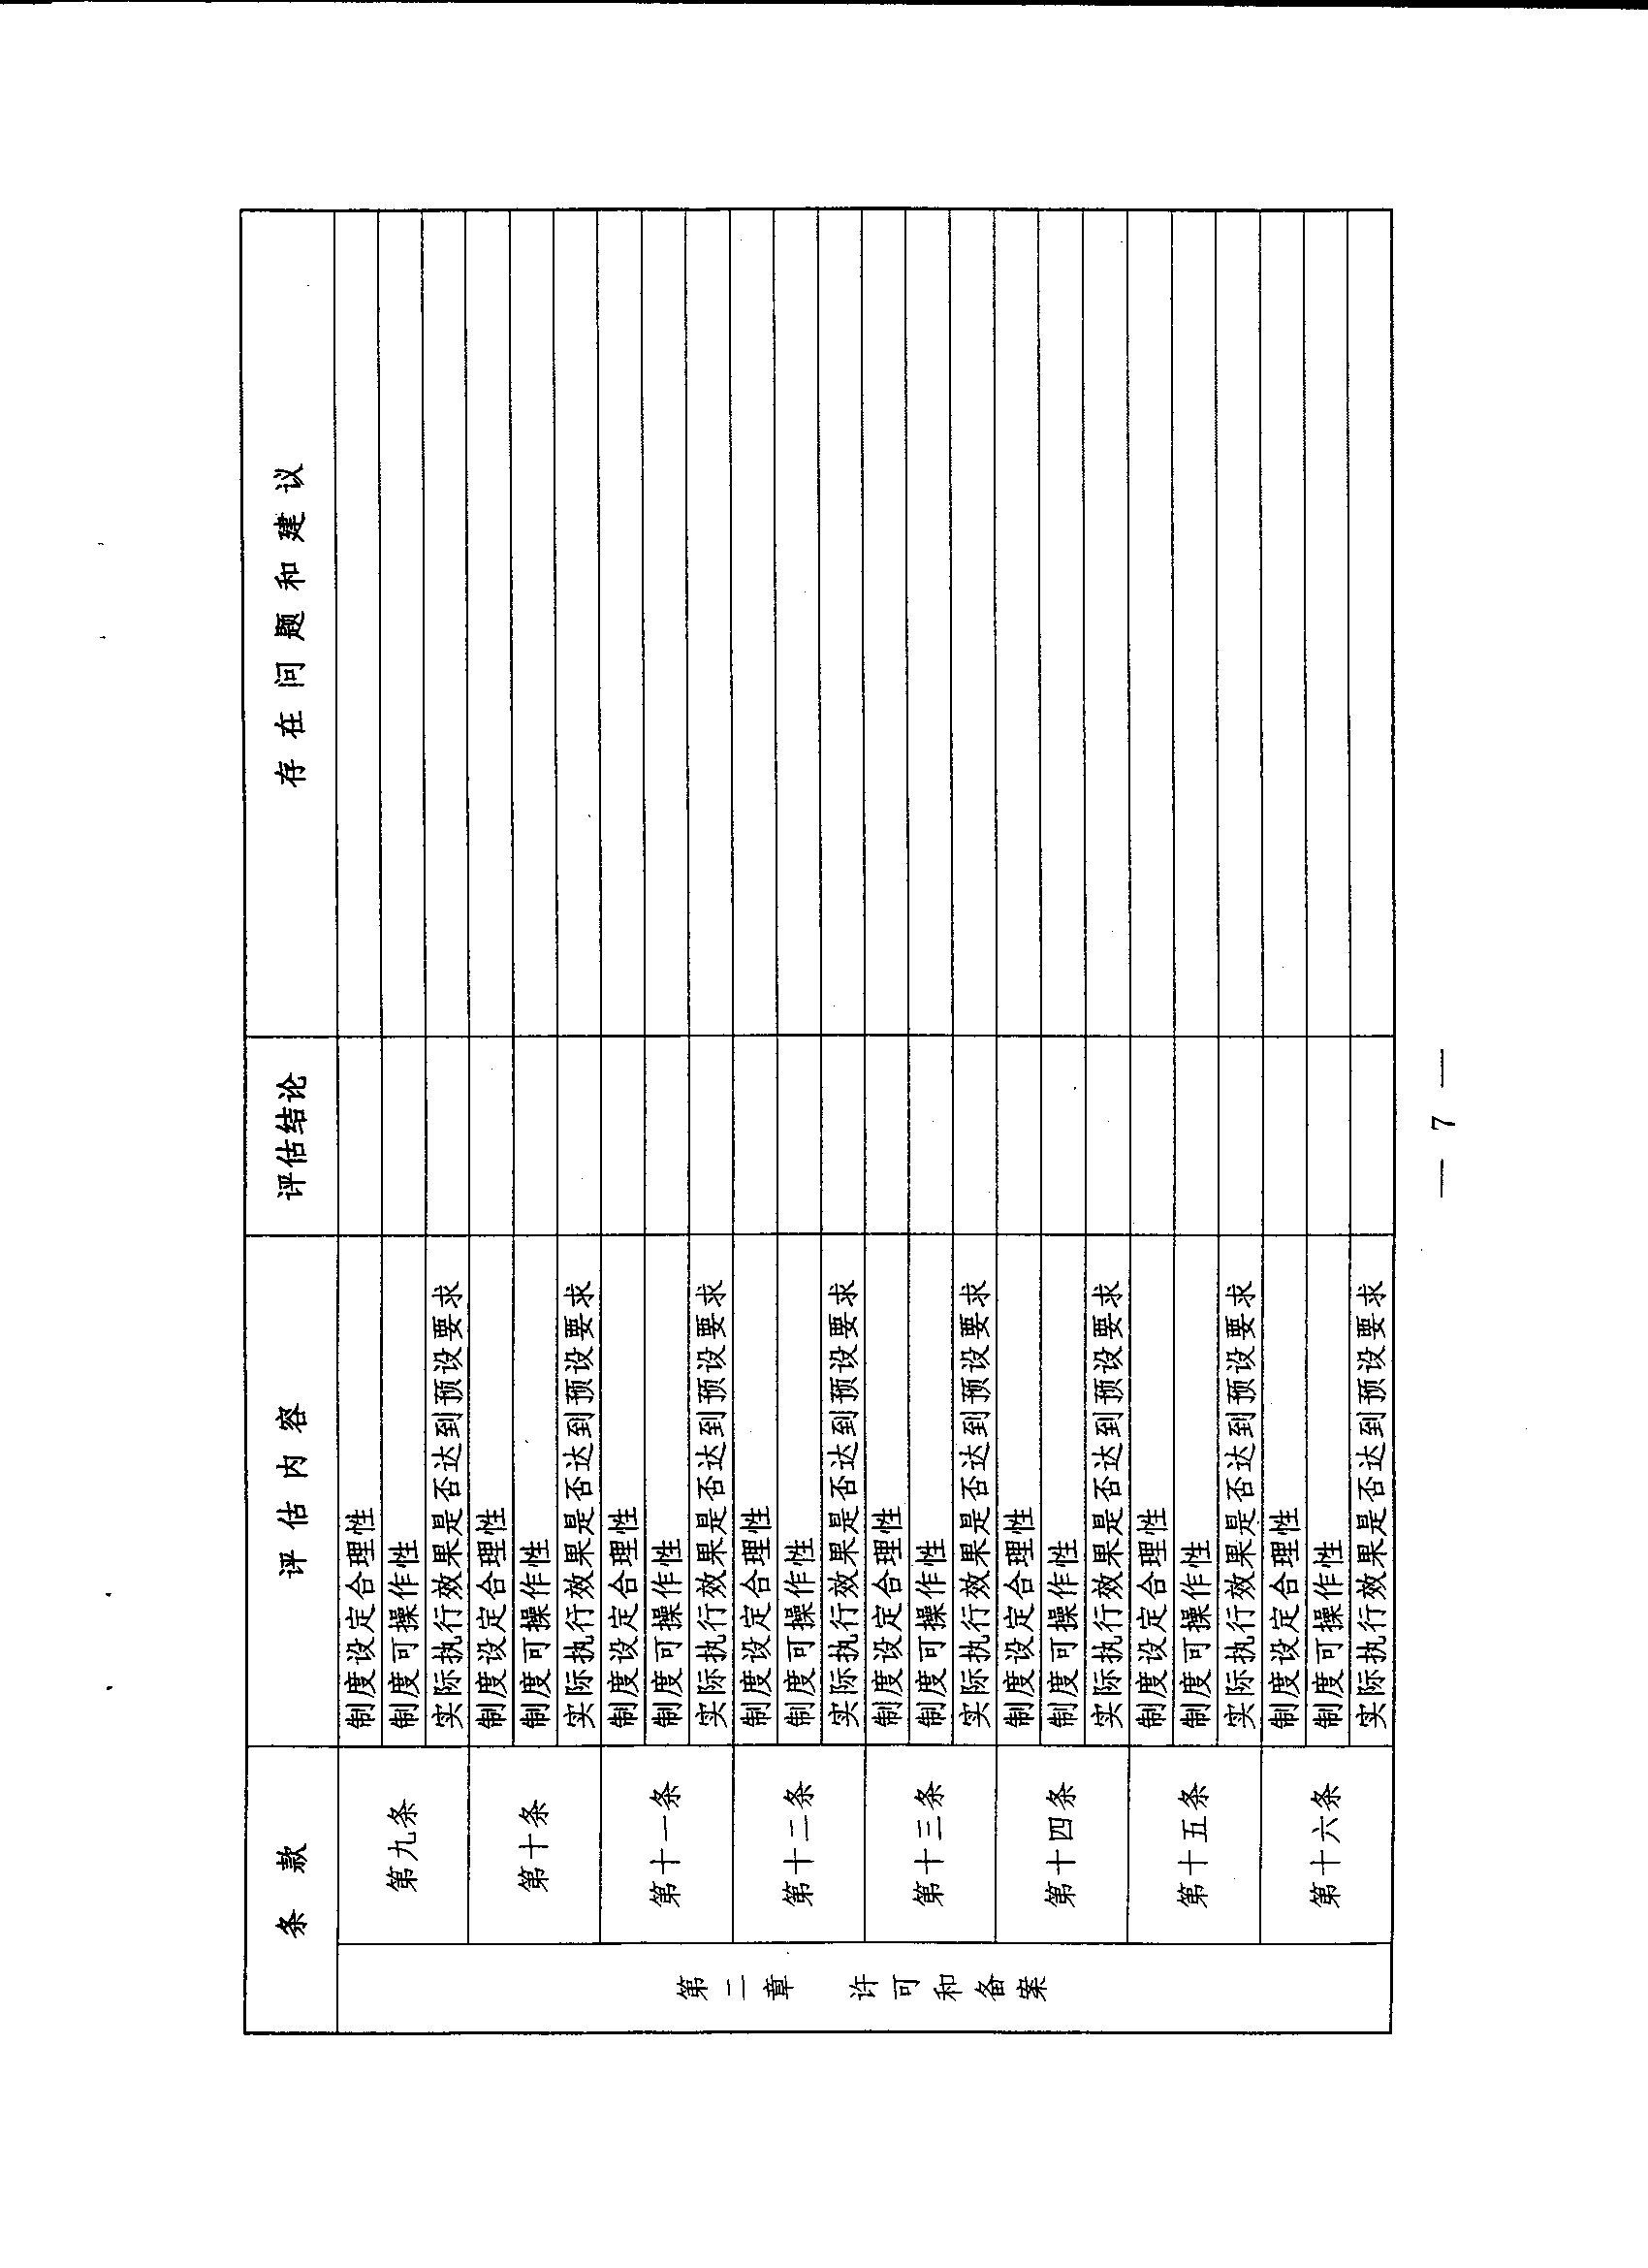 条 款 评 估 内 容 评估结论 存 在 问 题 和 建 议
第二章 许可和备案
第九条 制度设定合理性
制度可操作性
实际执行效果是否达到预设要求
第十条 制度设定合理性
制度可操作性
实际执行效果是否达到预设要求
第十一条 制度设定合理性
制度可操作性
实际执行效果是否达到预设要求
第十二条 制度设定合理性
制度可操作性
实际执行效果是否达到预设要求
第十三条 制度设定合理性
制度可操作性
实际执行效果是否达到预设要求
第十四条 制度设定合理性
制度可操作性
实际执行效果是否达到预设要求
第十五条 制度设定合理性
制度可操作性
实际执行效果是否达到预设要求
第十六条 制度设定合理性
制度可操作性
实际执行效果是否达到预设要求
— 7 —